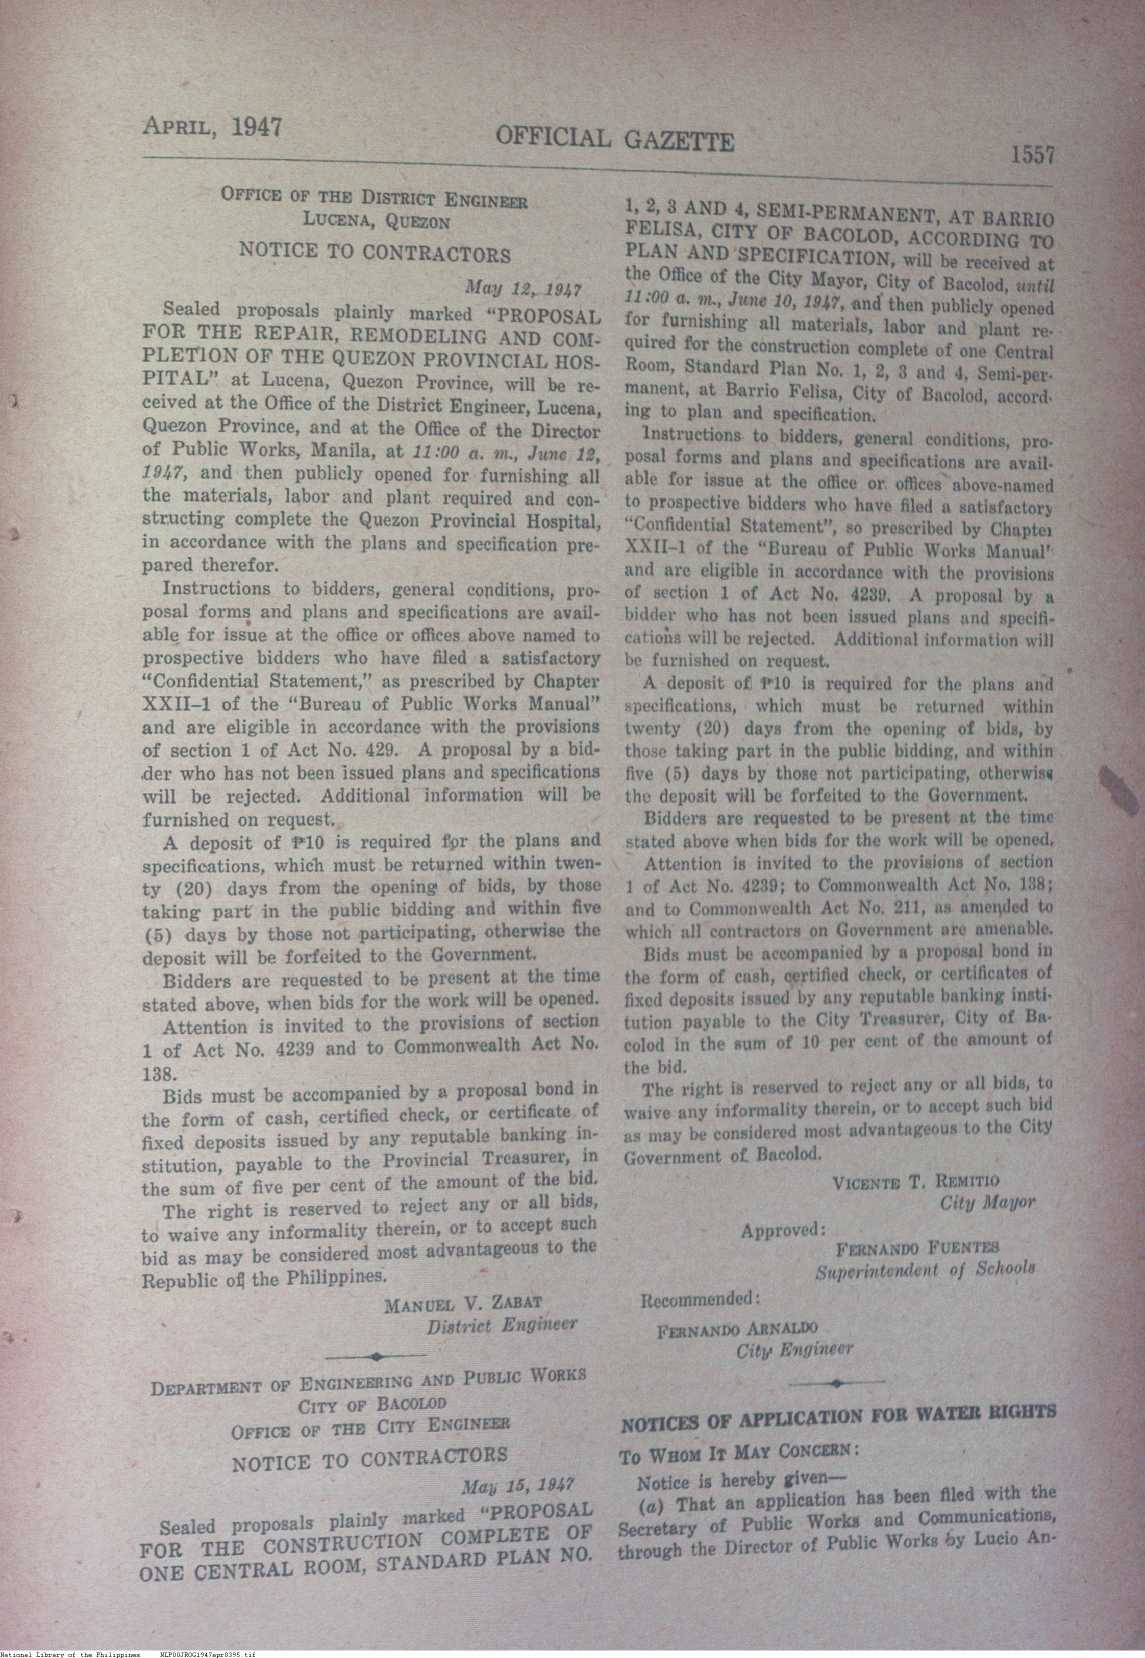 APRIL, 1947
OFFICIAL GAZETTE
1557
OFFICE OF THE DISTRICT ENGINEER
LUCENA, QUEZON
NOTICE TO CONTRACTORS
May 12, 1947
Sealed proposals plainly marked “PROPOSAL
FOR THE REPAIR, REMODELING AND COM-
PLETION OF THE QUEZON PROVINCIAL HOS-
PITAL” at Lucena, Quezon Province, will be re-
ceived at the Office of the District Engineer, Lucena,
Quezon Province, and at the Office of the Director
of Public Works, Manila, at 11:00 a. m., June 12,
1947, and then publicly opened for furnishing all
the materials, labor and plant required and con-
structing complete the Quezon Provincial Hospital,
in accordance with the plans and specification pre-
pared therefor.
Instructions to bidders, general conditions, pro-
posal forms and plans and specifications are avail-
able for issue at the office or offices above named to
prospective bidders who have filed a satisfactory
“Confidential Statement,” as prescribed by Chapter
XXII–1 of the “Bureau of Public Works Manual”
and are eligible in accordance with the provisions
of section 1 of Act No. 429. A proposal by a bid-
der who has not been issued plans and specifications
will be rejected. Additional information will be
furnished on request.
A deposit of ₱10 is required for the plans and
specifications, which must be returned within twen-
ty (20) days from the opening of bids, by those
taking part in the public bidding and within five
(5) days by those not participating, otherwise the
deposit will be forfeited to the Government.
Bidders are requested to be present at the time
stated above, when bids for the work will be opened.
Attention is invited to the provisions of section
1 of Act No. 4239 and to Commonwealth Act No.
138.
Bids must be accompanied by a proposal bond in
the form of cash, certified check, or certificate of
fixed deposits issued by any reputable banking in-
stitution, payable to the Provincial Treasurer, in
the sum of five per cent of the amount of the bid.
The right is reserved to reject any or all bids,
to waive any informality therein, or to accept such
bid as may be considered most advantageous to the
Republic of the Philippines.
MANUEL V. ZABAT
District Engineer
DEPARTMENT OF ENGINEERING AND PUBLIC WORKS
CITY OF BACOLOD
OFFICE OF THE CITY ENGINEER
NOTICE TO CONTRACTORS
May 15, 1947
Sealed proposals plainly marked “PROPOSAL
FOR THE CONSTRUCTION COMPLETE OF
ONE CENTRAL ROOM, STANDARD PLAN NO.
1, 2, 3 AND 4, SEMI-PERMANENT, AT BARRIO
FELISA, CITY OF BACOLOD, ACCORDING TO
PLAN AND SPECIFICATION, will be received at
the Office of the City Mayor, City of Bacolod, until
11:00 a. m., June 10, 1947, and then publicly opened
for furnishing all materials, labor and plant re-
quired for the construction complete of one Central
Room, Standard Plan No. 1, 2, 3 and 4, Semi-per-
manent, at Barrio Felisa, City of Bacolod, accord-
ing to plan and specification.
Instructions to bidders, general conditions, pro-
posal forms and plans and specifications are avail-
able for issue at the office or offices above-named
to prospective bidders who have filed a satisfactory
“Confidential Statement”, so prescribed by Chapter
XXII–1 of the “Bureau of Public Works Manual”
and are eligible in accordance with the provisions
of section 1 of Act No. 4239. A proposal by a
bidder who has not been issued plans and specifi-
cations will be rejected. Additional information will
be furnished on request.
A deposit of ₱10 is required for the plans and
specifications, which must be returned within
twenty (20) days from the opening of bids, by
those taking part in the public bidding, and within
five (5) days by those not participating, otherwise
the deposit will be forfeited to the Government.
Bidders are requested to be present at the time
stated above when bids for the work will be opened.
Attention is invited to the provisions of section
1 of Act No. 4239; to Commonwealth Act No. 138;
and to Commonwealth Act No. 211, as amended to
which all contractors on Government are amenable.
Bids must be accompanied by a proposal bond in
the form of cash, certified check, or certificates of
fixed deposits issued by any reputable banking insti-
tution payable to the City Treasurer, City of Ba-
colod in the sum of 10 per cent of the amount of
the bid.
The right is reserved to reject any or all bids, to
waive any informality therein, or to accept such bid
as may be considered most advantageous to the City
Government of Bacolod.
VICENTE T. REMITIO
City Mayor
Approved:
FERNANDO FUENTES
Superintendent of Schools
Recommended:
FERNANDO ARNALDO
City Engineer
NOTICES OF APPLICATION FOR WATER RIGHTS
TO WHOM IT MAY CONCERN:
Notice is hereby given—
(a) That an application has been filed with the
Secretary of Public Works and Communications,
through the Director of Public Works by Lucio An-
National Library of the Philippines NLP00JROG1947apr0395.tif